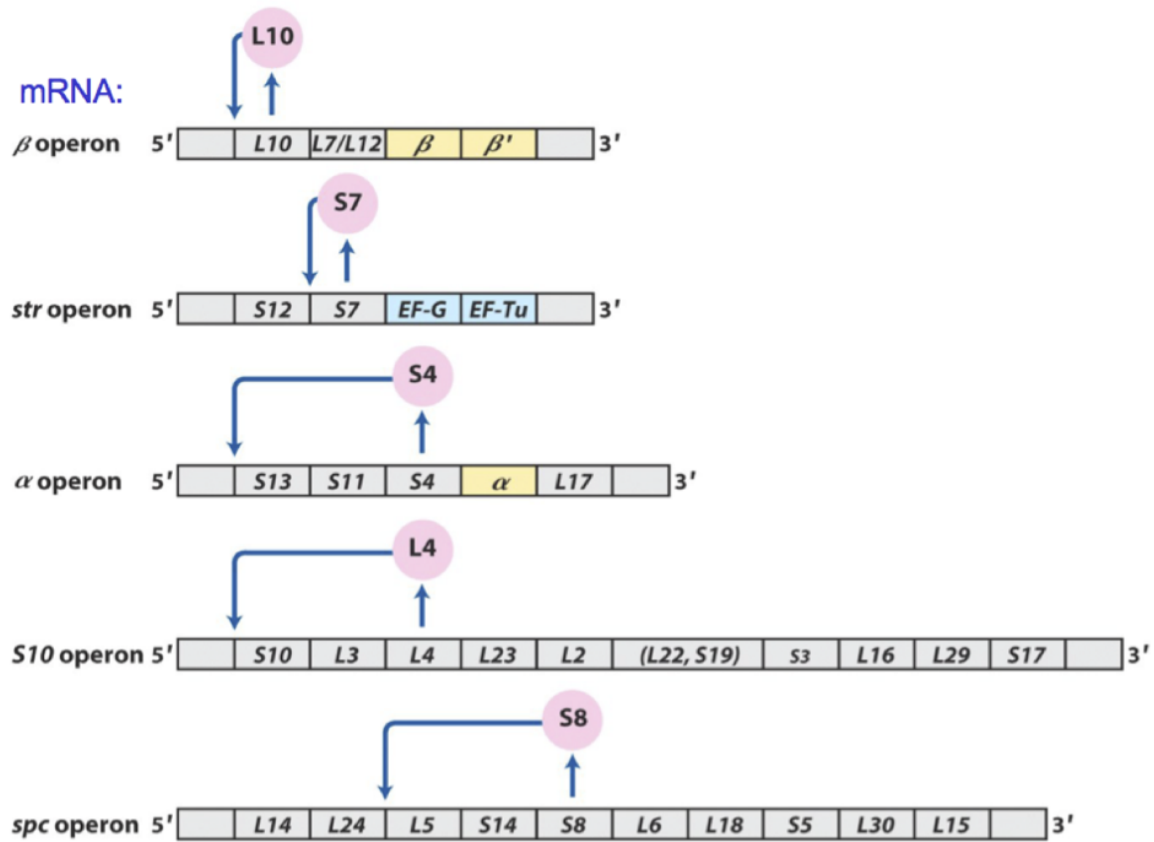 L10
mRNA:
β operon 5′ L10 L7/L12 β β′ 3′
S7
str operon 5′ S12 S7 EF-G EF-Tu 3′
S4
α operon 5′ S13 S11 S4 α L17 3′
L4
S10 operon 5′ S10 L3 L4 L23 L2 (L22, S19) S3 L16 L29 S17 3′
S8
spc operon 5′ L14 L24 L5 S14 S8 L6 L18 S5 L30 L15 3′